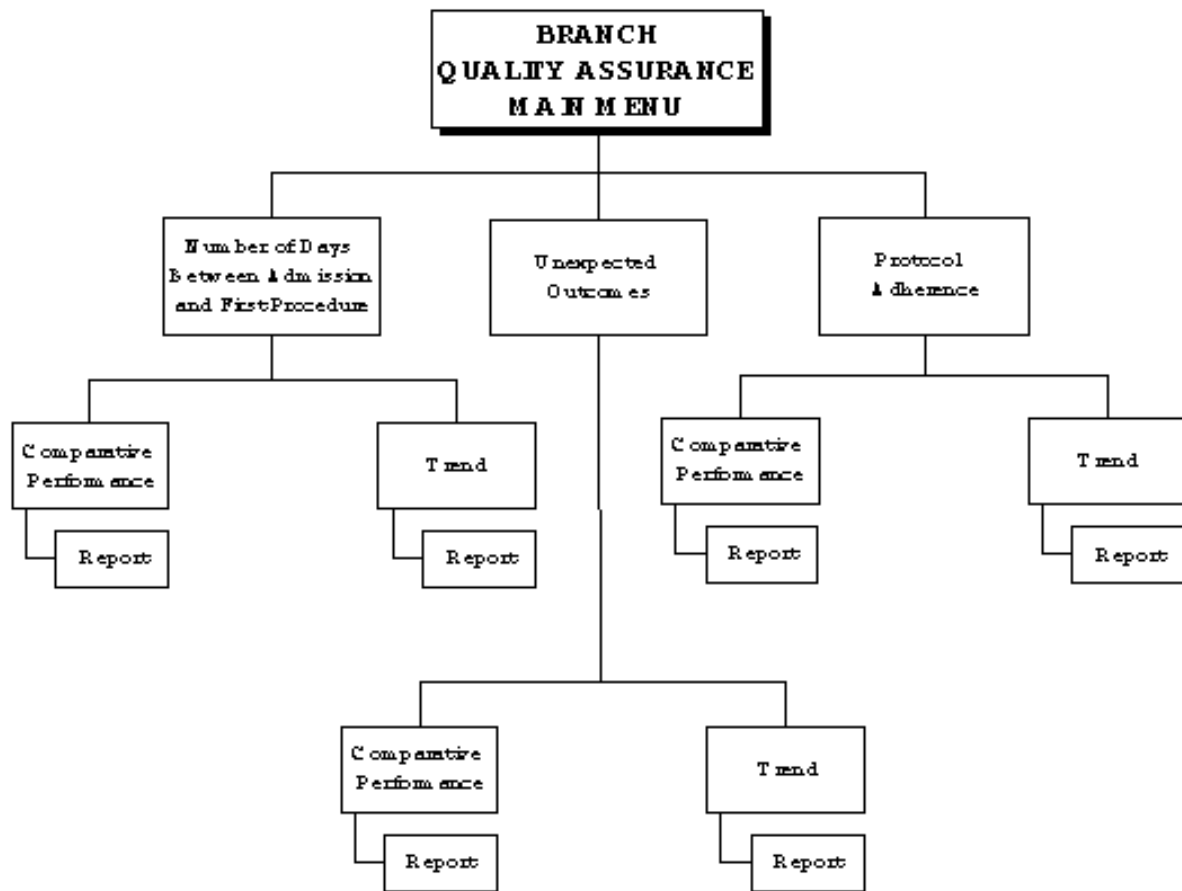 BRANCH
QUALITY ASSURANCE
MAIN MENU
Number of Days
Between Admission
and First Procedure
Unexpected
Outcomes
Protocol
Adherence
Comparative
Performance
Trend
Comparative
Performance
Trend
Report
Report
Report
Report
Comparative
Performance
Trend
Report
Report